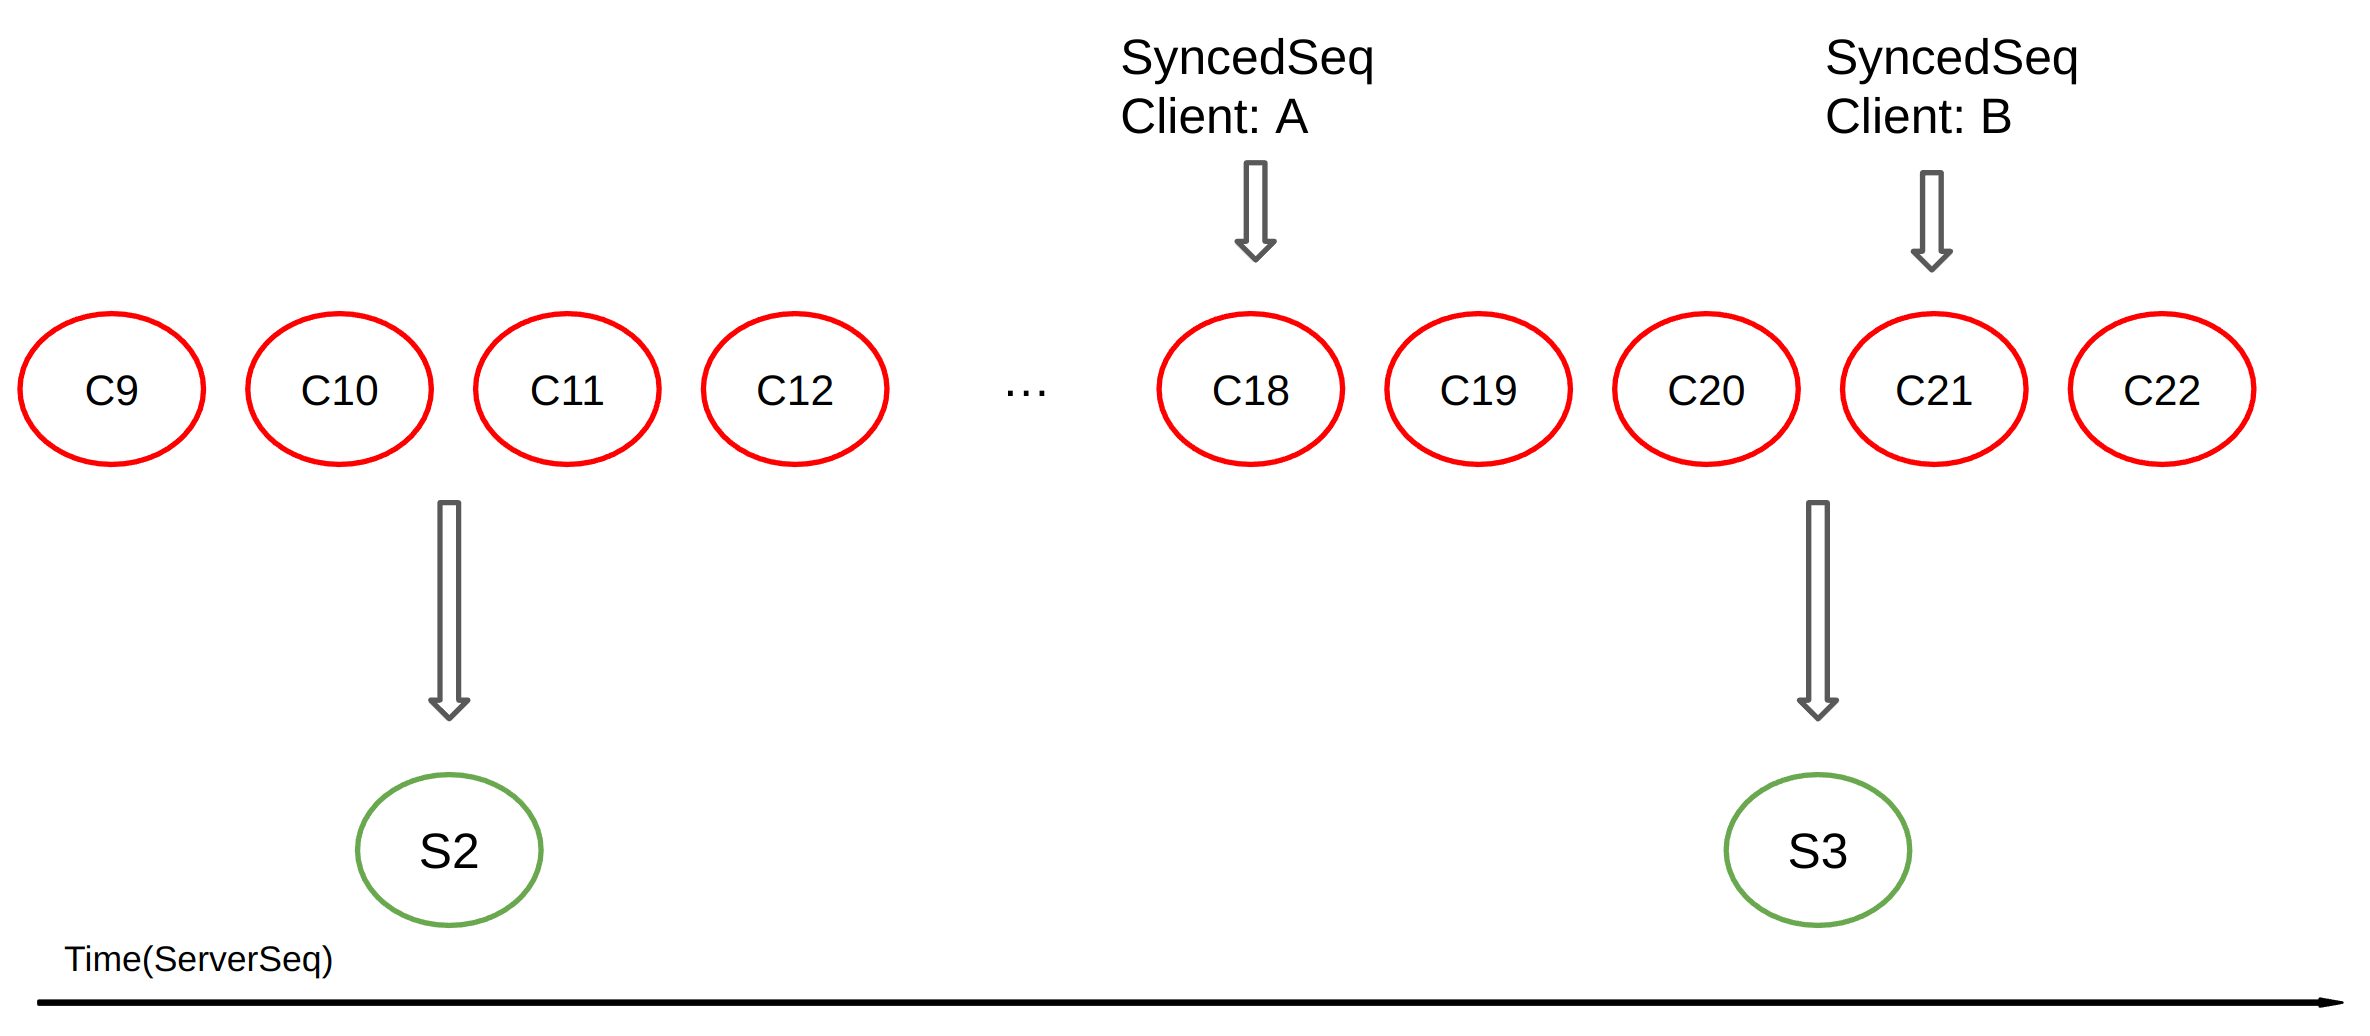 SyncedSeq
Client: A
SyncedSeq
Client: B
C9
C10
C11
C12
...
C18
C19
C20
C21
C22
S2
S3
Time(ServerSeq)